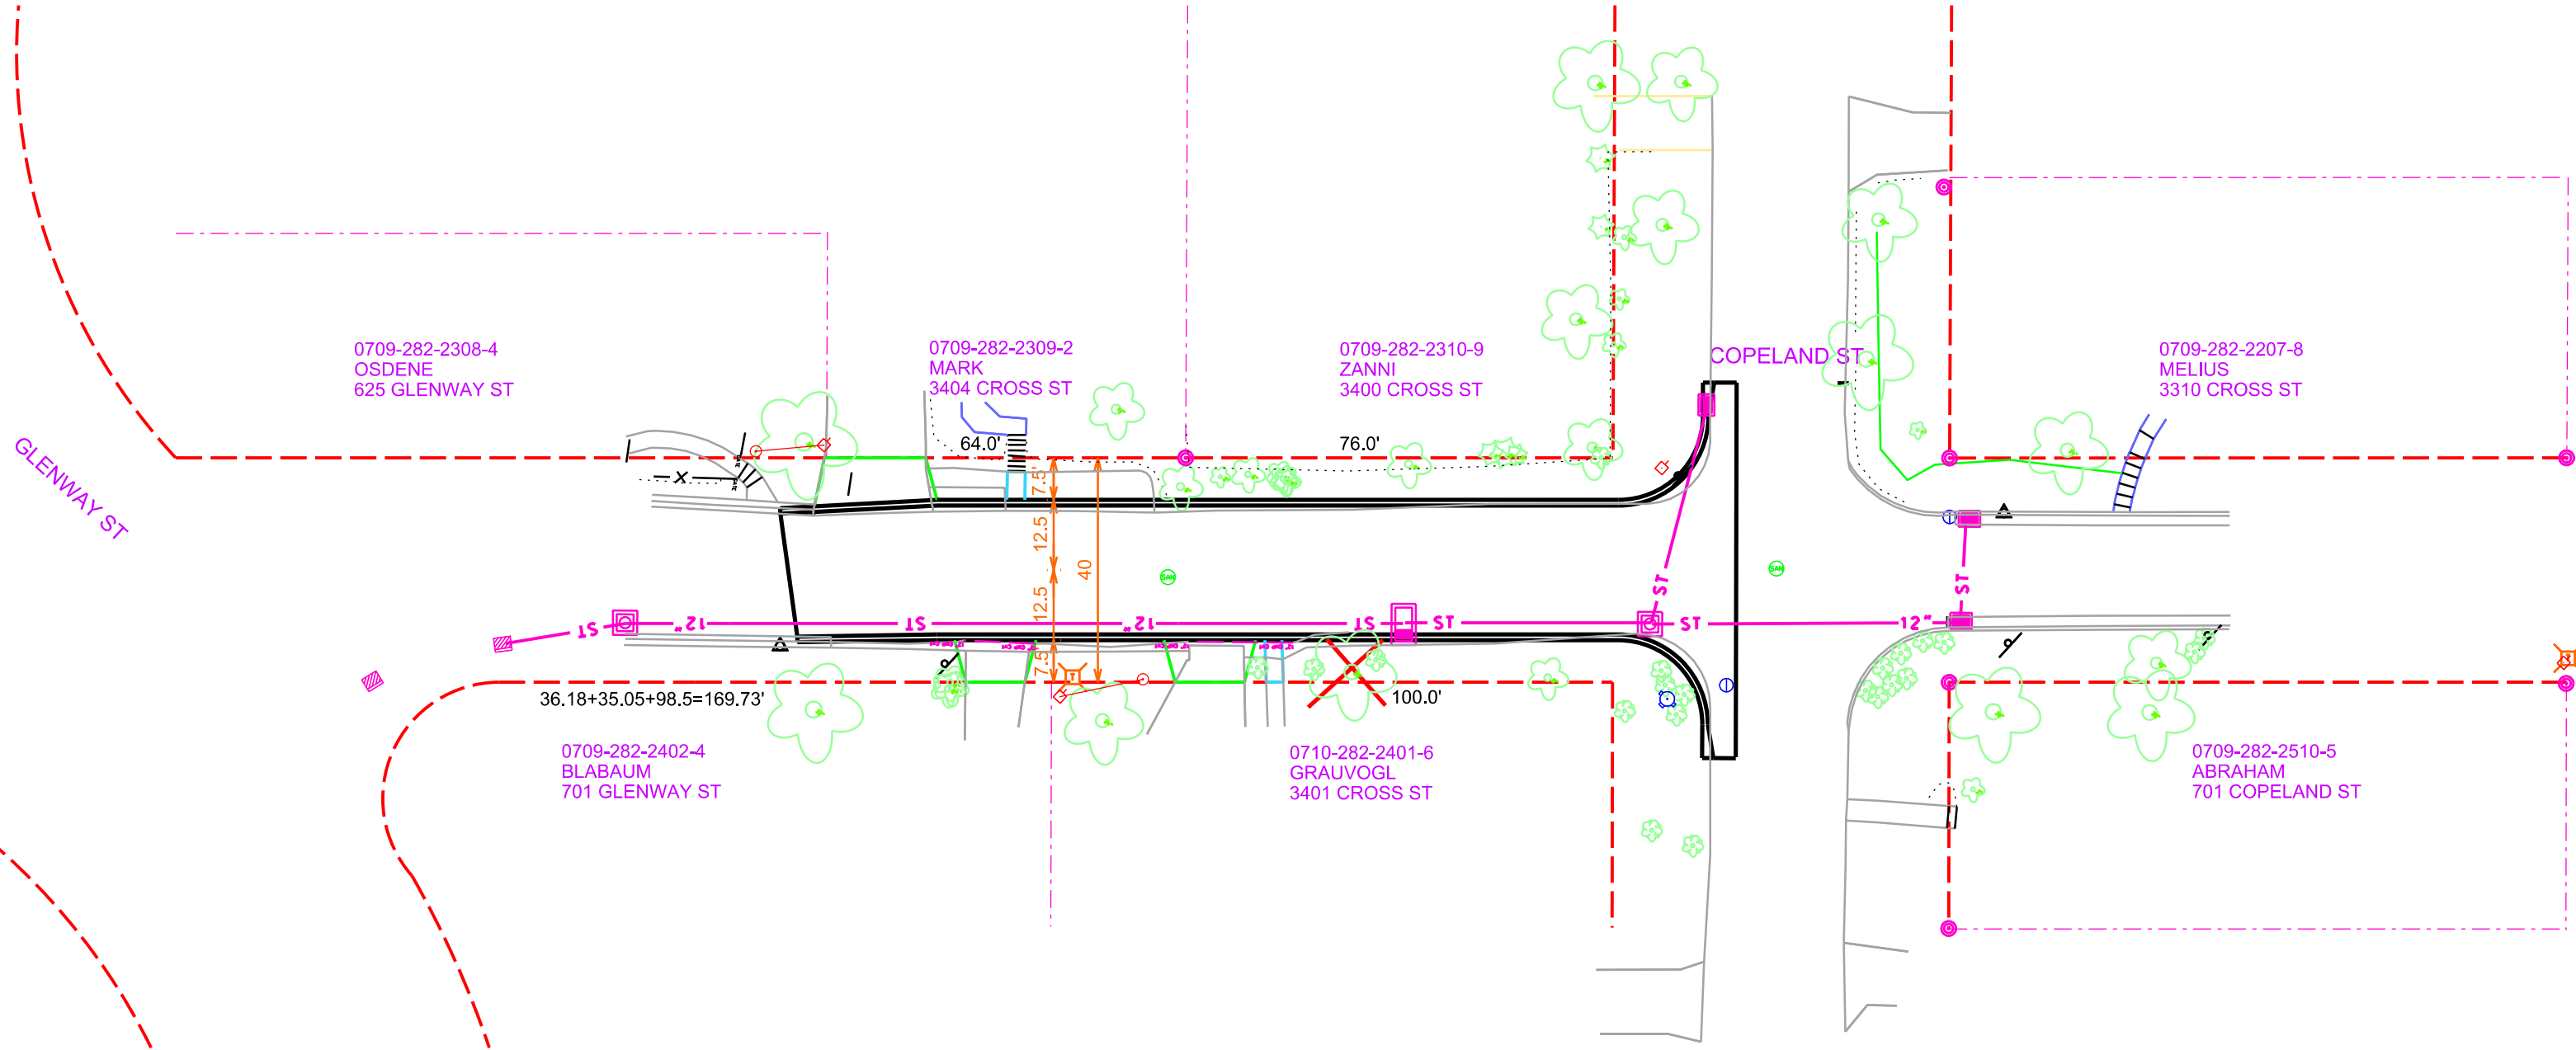 0709-282-2308-4
OSDENE
625 GLENWAY ST
0709-282-2309-2
MARK
3404 CROSS ST
0709-282-2310-9
ZANNI
3400 CROSS ST
COPELAND ST
0709-282-2207-8
MELIUS
3310 CROSS ST
GLENWAY ST
64.0'
76.0'
X
7.5'
12.5
12.5
7.5'
40
SAN
SAN
ST
ST
ST
12"
ST
12"
ST
ST
ST
12"
T
36.18+35.05+98.5=169.73'
100.0'
0709-282-2402-4
BLABAUM
701 GLENWAY ST
0710-282-2401-6
GRAUVOGL
3401 CROSS ST
0709-282-2510-5
ABRAHAM
701 COPELAND ST